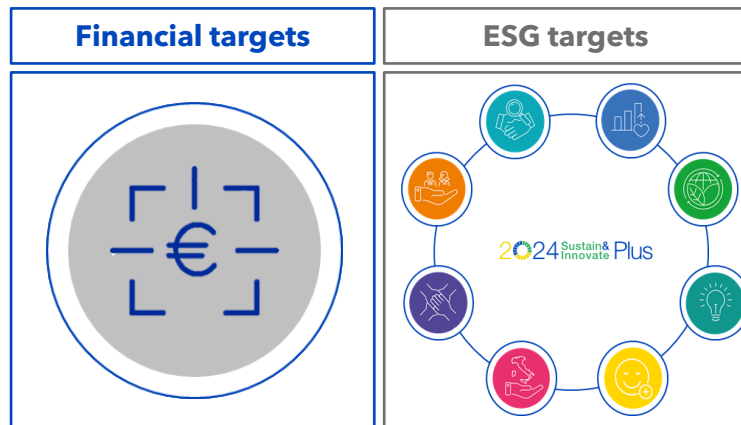 Financial targets
ESG targets
€
2024 Sustain& Innovate Plus